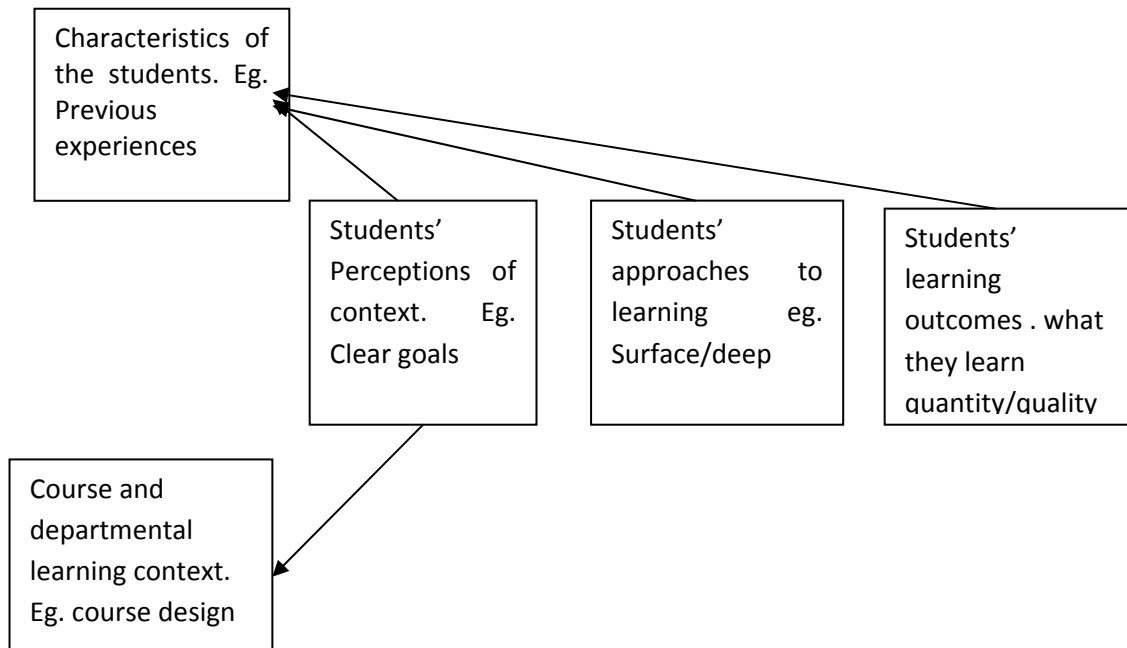 Characteristics of
the students. Eg.
Previous
experiences
Students’
Perceptions of
context. Eg.
Clear goals
Students’
approaches to
learning eg.
Surface/deep
Students’
learning
outcomes . what
they learn
quantity/quality
Course and
departmental
learning context.
Eg. course design